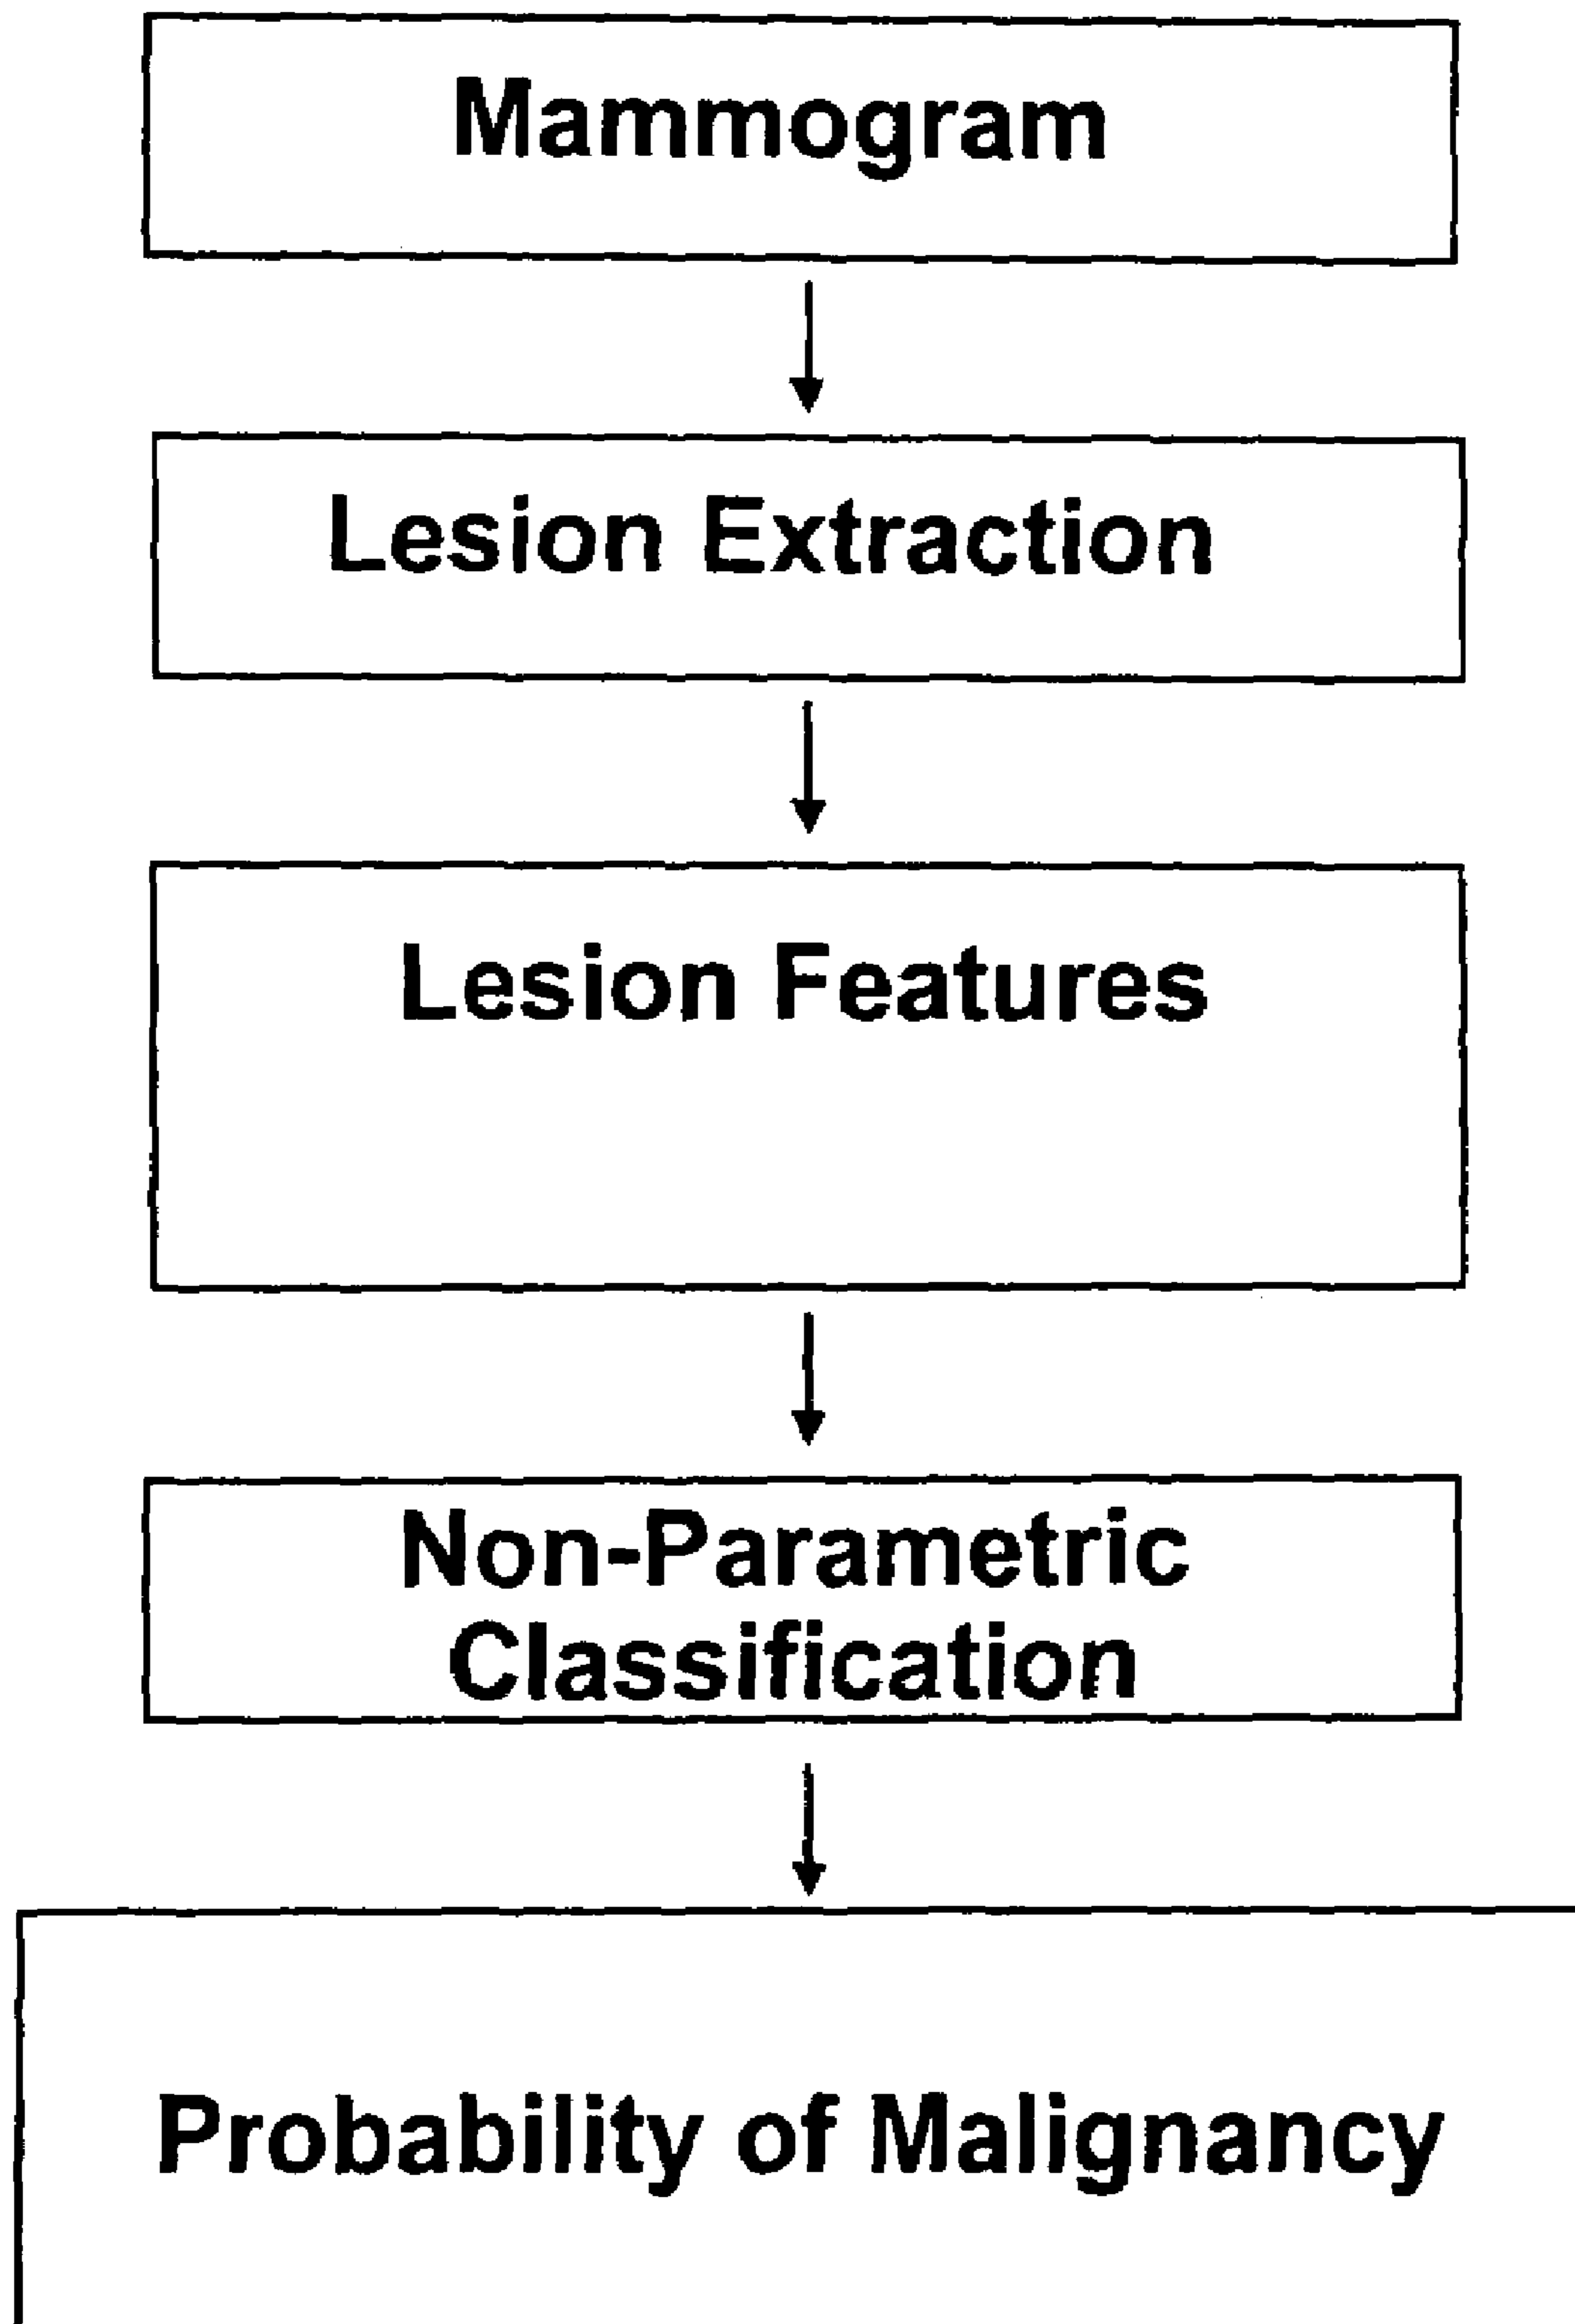 Mammogram
Lesion Extraction
Lesion Features
Non-Parametric
Classification
Probability of Malignancy